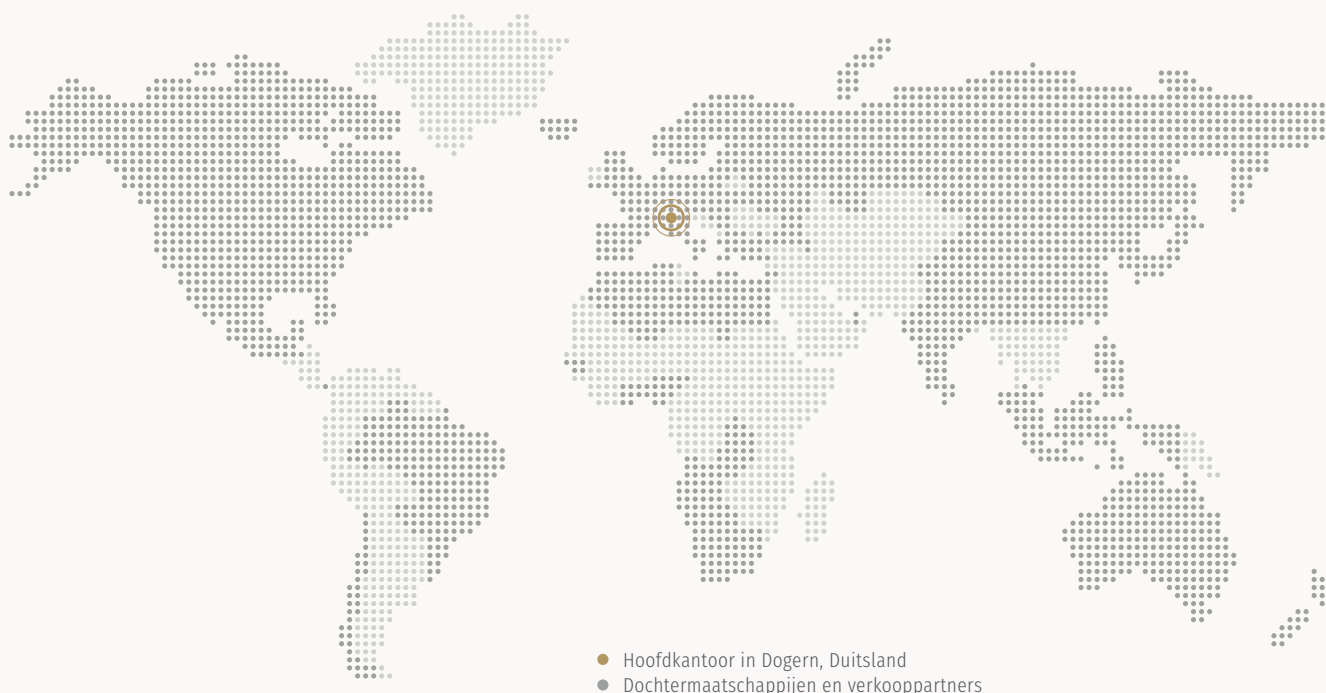 Hoofdkantoor in Dogern, Duitsland
Dochtermaatschappijen en verkooppartners